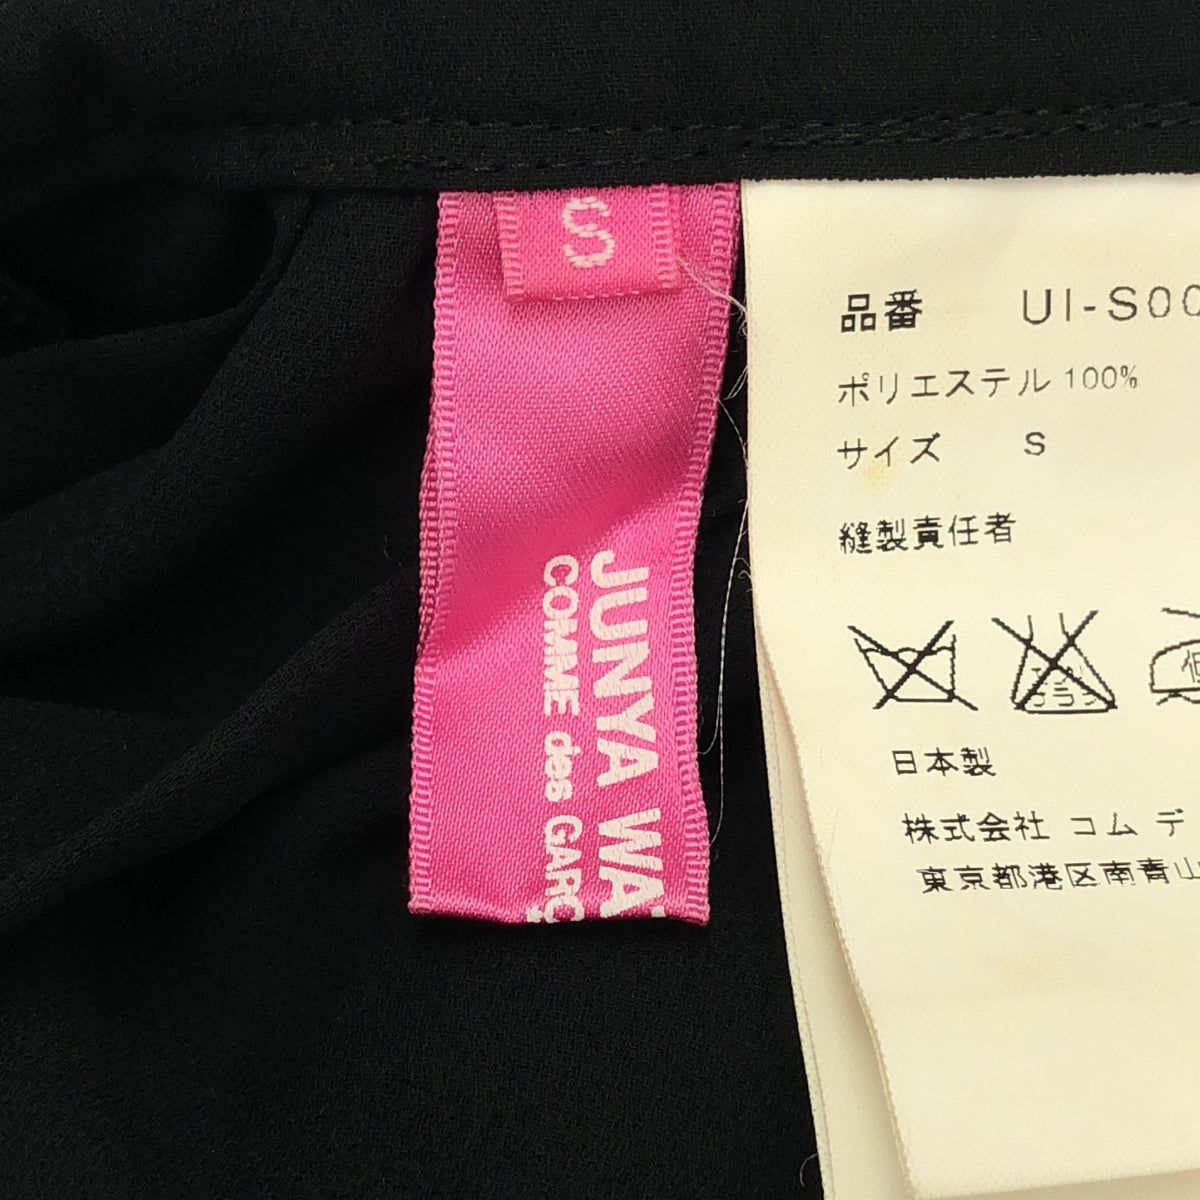 S
JUNYA WA
COMME des GARÇ
品番 UI-S00
ポリエステル 100%
サイズ S
縫製責任者
日本製
株式会社 コム デ
東京都港区南青山